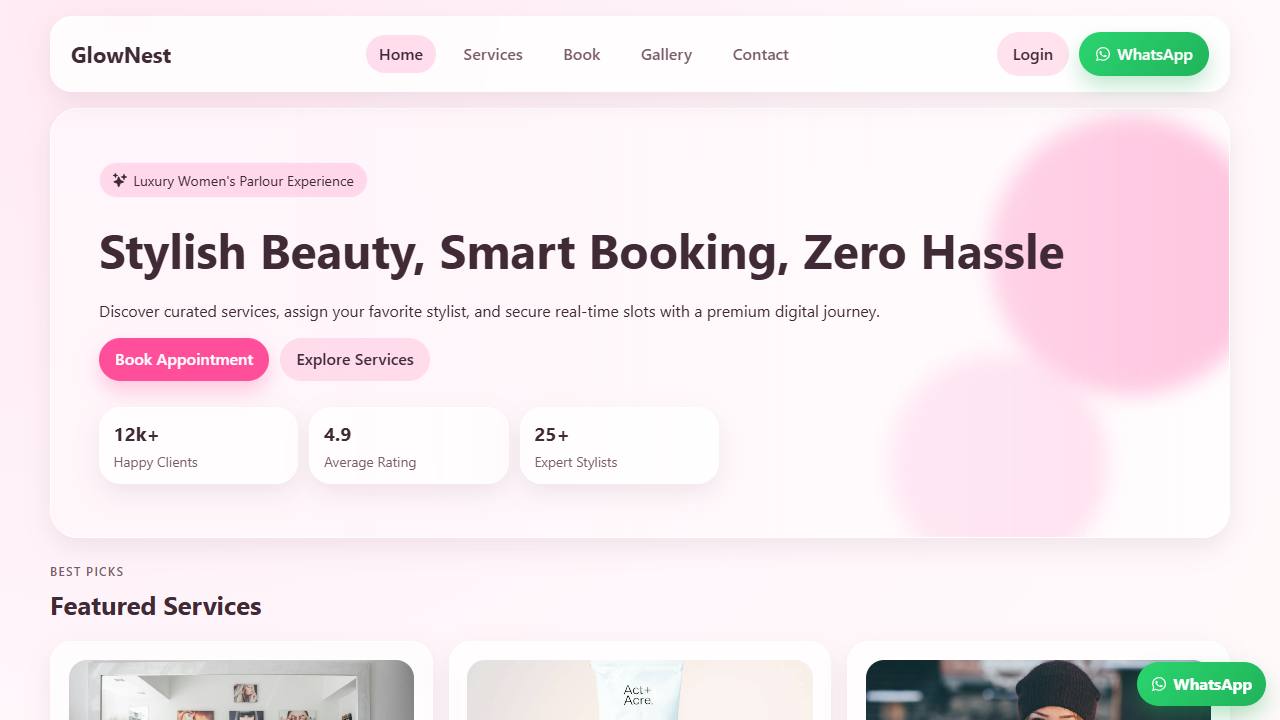 GlowNest
Home
Services
Book
Gallery
Contact
Login
WhatsApp
Luxury Women's Parlour Experience
Stylish Beauty, Smart Booking, Zero Hassle
Discover curated services, assign your favorite stylist, and secure real-time slots with a premium digital journey.
Book Appointment
Explore Services
12k+
Happy Clients
4.9
Average Rating
25+
Expert Stylists
BEST PICKS
Featured Services
Act+
Acre.
WhatsApp